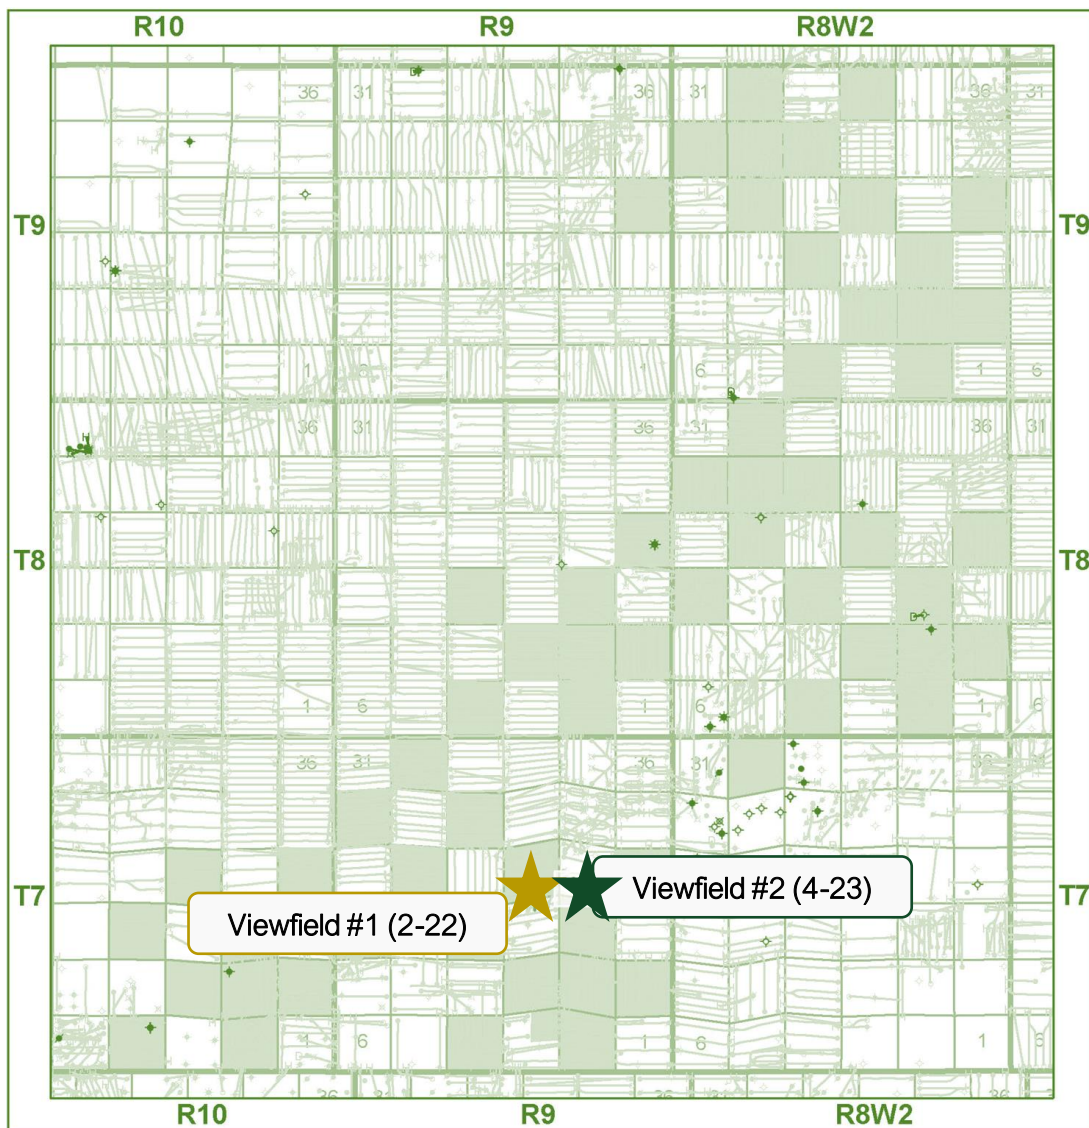 R10 R9 R8W2
36 31 36 31 36 31
T9 T9
1 6 1 6 1 6
36 31 36 31 36 31
T8 T8
1 6 1 6 1 6
36 31 36 31
Viewfield #2 (4-23)
T7 T7
Viewfield #1 (2-22)
1 6 1 6 1 6
R10 R9 R8W2